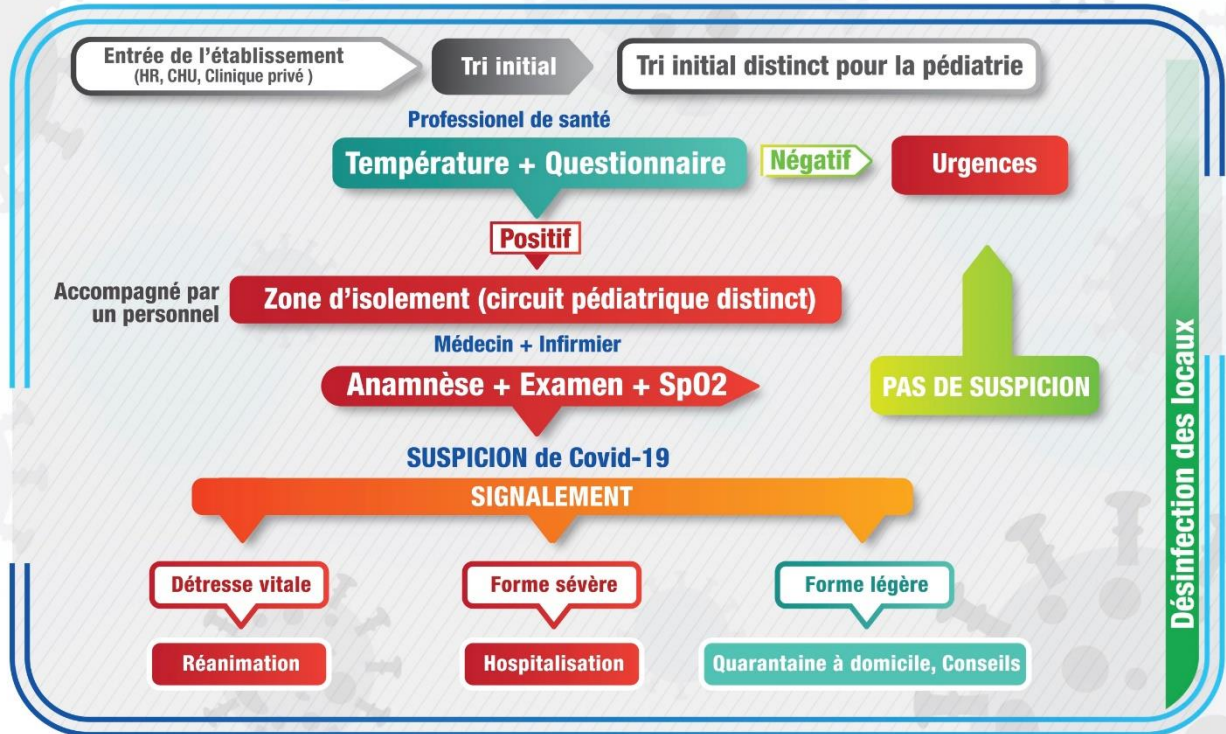 Entrée de l'établissement
(HR, CHU, Clinique privé )
Tri initial
Tri initial distinct pour la pédiatrie
Professionel de santé
Température + Questionnaire
Négatif
Urgences
Positif
Accompagné par
un personnel
Zone d'isolement (circuit pédiatrique distinct)
Médecin + Infirmier
Anamnèse + Examen + SpO2
PAS DE SUSPICION
SUSPICION de Covid-19
SIGNALEMENT
Détresse vitale
Forme sévère
Forme légère
Réanimation
Hospitalisation
Quarantaine à domicile, Conseils
Désinfection des locaux